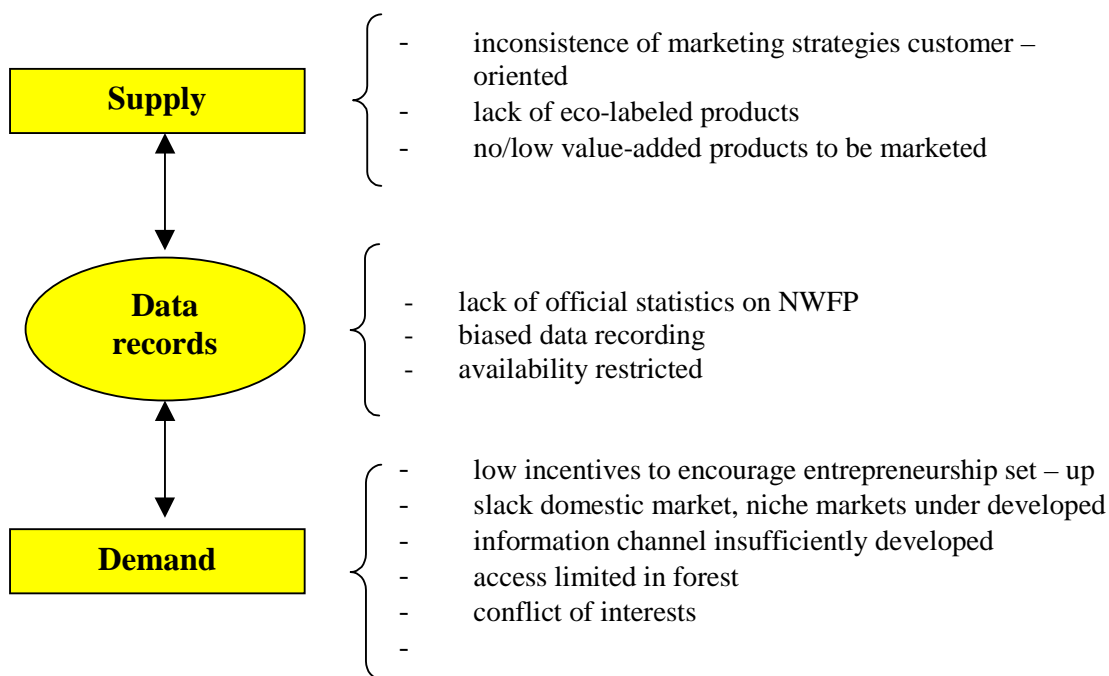 Supply
- inconsistence of marketing strategies customer –
oriented
- lack of eco-labeled products
- no/low value-added products to be marketed
Data
records
- lack of official statistics on NWFP
- biased data recording
- availability restricted
Demand
- low incentives to encourage entrepreneurship set – up
- slack domestic market, niche markets under developed
- information channel insufficiently developed
- access limited in forest
- conflict of interests
-